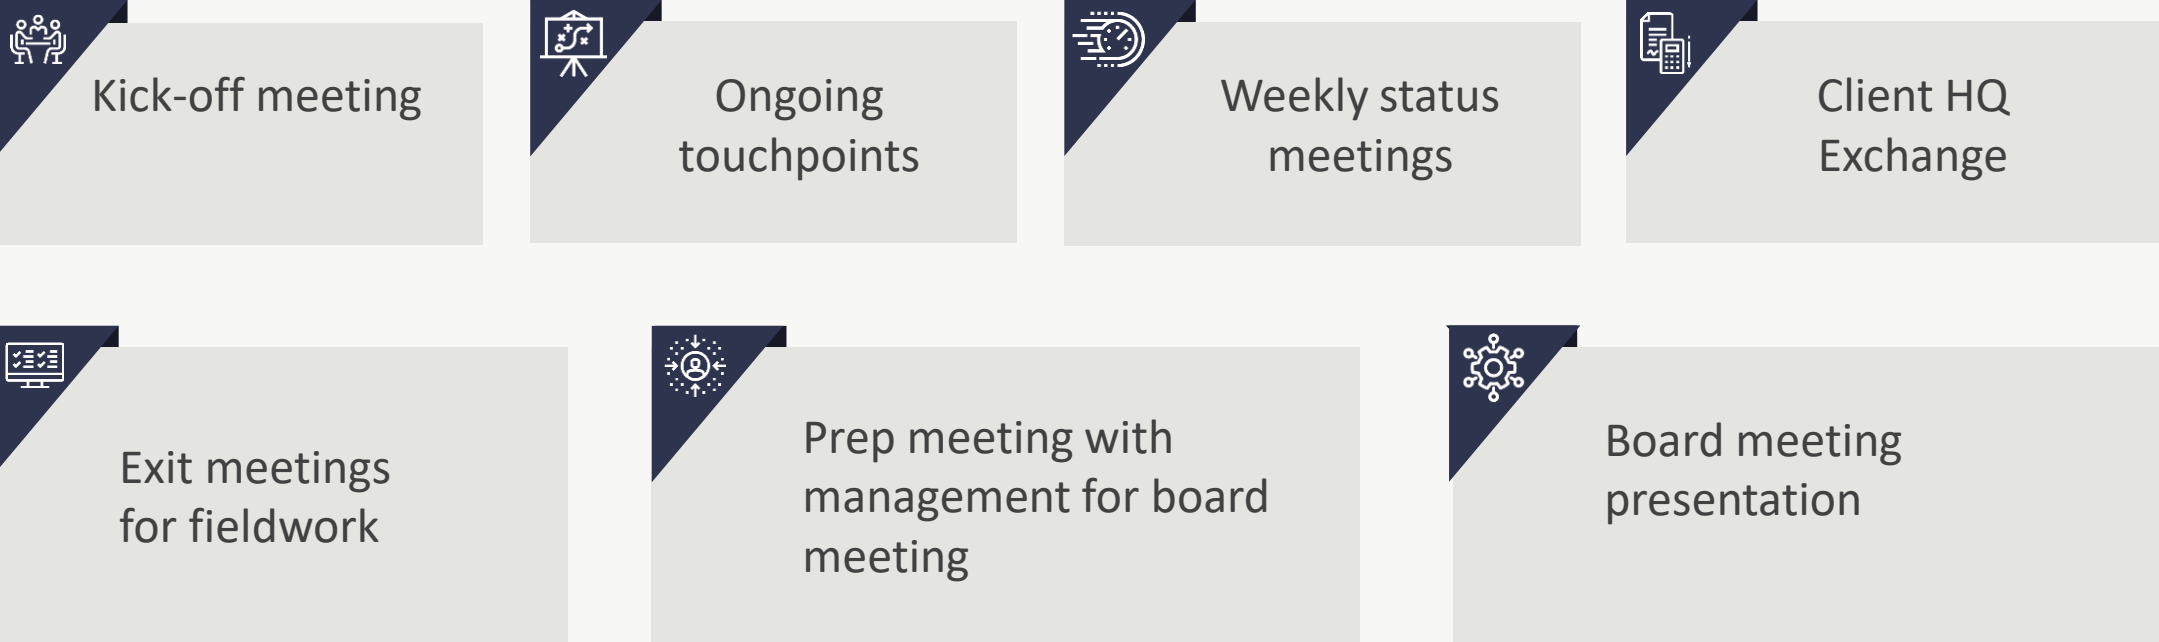 Kick-off meeting
Ongoing
touchpoints
Weekly status
meetings
Client HQ
Exchange
Exit meetings
for fieldwork
Prep meeting with
management for board
meeting
Board meeting
presentation